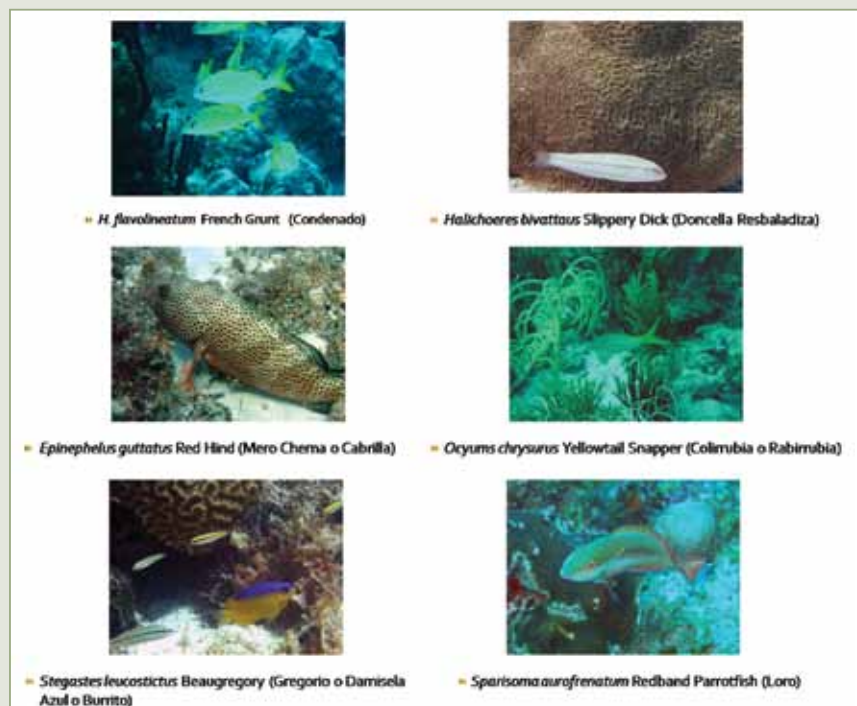 » H. flavolineatum French Grunt (Condenado)
» Halichoeres bivattaus Slippery Dick (Doncella Resbaladiza)
» Epinephelus guttatus Red Hind (Mero Cherna o Cabrilla)
» Ocyums chrysurus Yellowtail Snapper (Colirrubia o Rabirrubia)
» Stegastes leucostictus Beaugregory (Gregorio o Damisela
Azul o Burrito)
» Sparisoma aurofrenatum Redband Parrotfish (Loro)